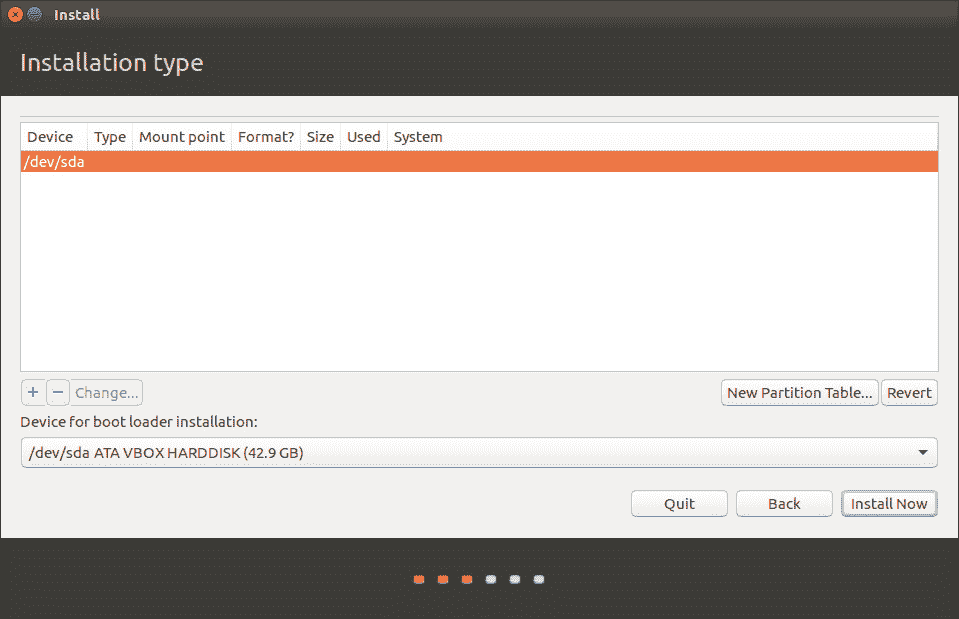 Install
Installation type
Device Type Mount point Format? Size Used System
/dev/sda
+ − Change... New Partition Table... Revert
Device for boot loader installation:
/dev/sda ATA VBOX HARDDISK (42.9 GB)
Quit Back Install Now